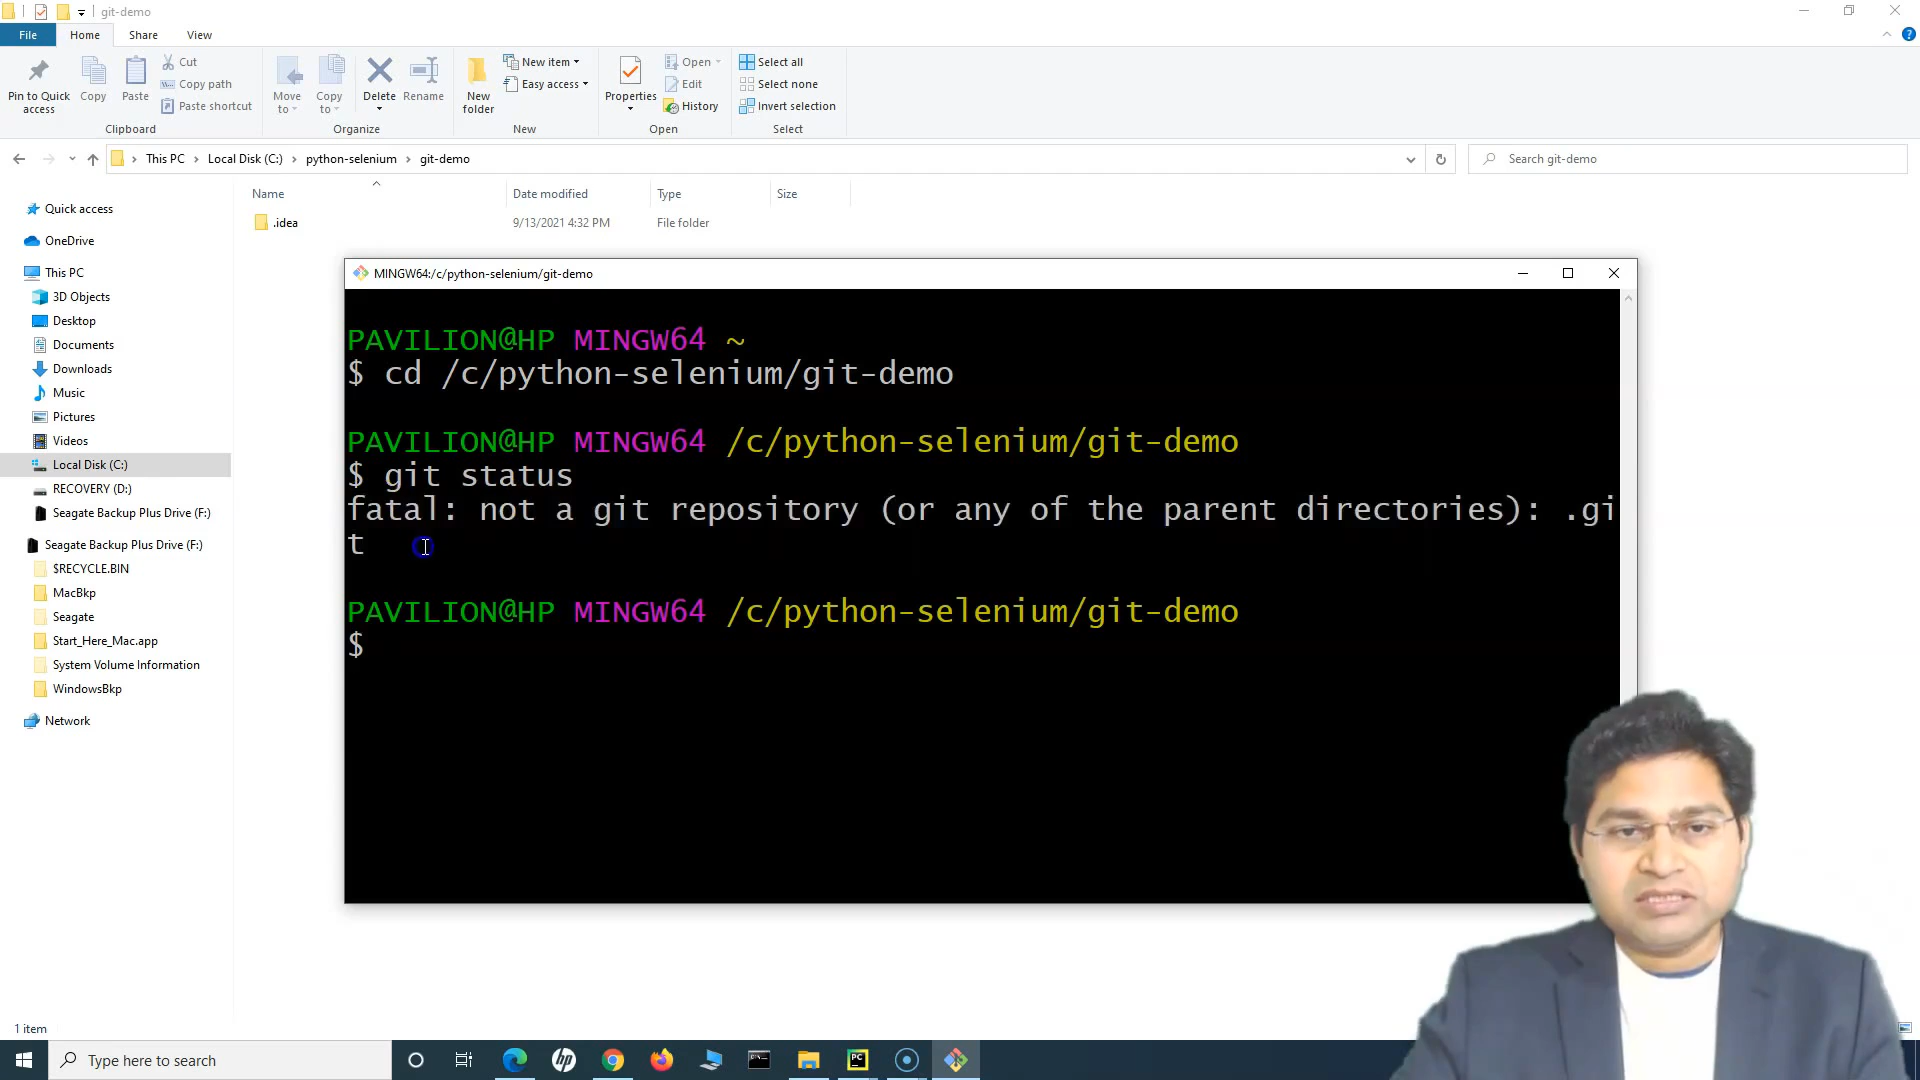 git-demo
File Home Share View
Pin to Quick access
Copy
Paste
Cut
Copy path
Paste shortcut
Clipboard
Move to
Copy to
Delete
Rename
Organize
New folder
New item
Easy access
New
Properties
Open
Edit
History
Open
Select all
Select none
Invert selection
Select
This PC › Local Disk (C:) › python-selenium › git-demo
Search git-demo
Name Date modified Type Size
.idea 9/13/2021 4:32 PM File folder
Quick access
OneDrive
This PC
3D Objects
Desktop
Documents
Downloads
Music
Pictures
Videos
Local Disk (C:)
RECOVERY (D:)
Seagate Backup Plus Drive (F:)
Seagate Backup Plus Drive (F:)
$RECYCLE.BIN
MacBkp
Seagate
Start_Here_Mac.app
System Volume Information
WindowsBkp
Network
MINGW64:/c/python-selenium/git-demo
PAVILION@HP MINGW64 ~
$ cd /c/python-selenium/git-demo
PAVILION@HP MINGW64 /c/python-selenium/git-demo
$ git status
fatal: not a git repository (or any of the parent directories): .gi
t
PAVILION@HP MINGW64 /c/python-selenium/git-demo
$
1 item
Type here to search
hp
PC